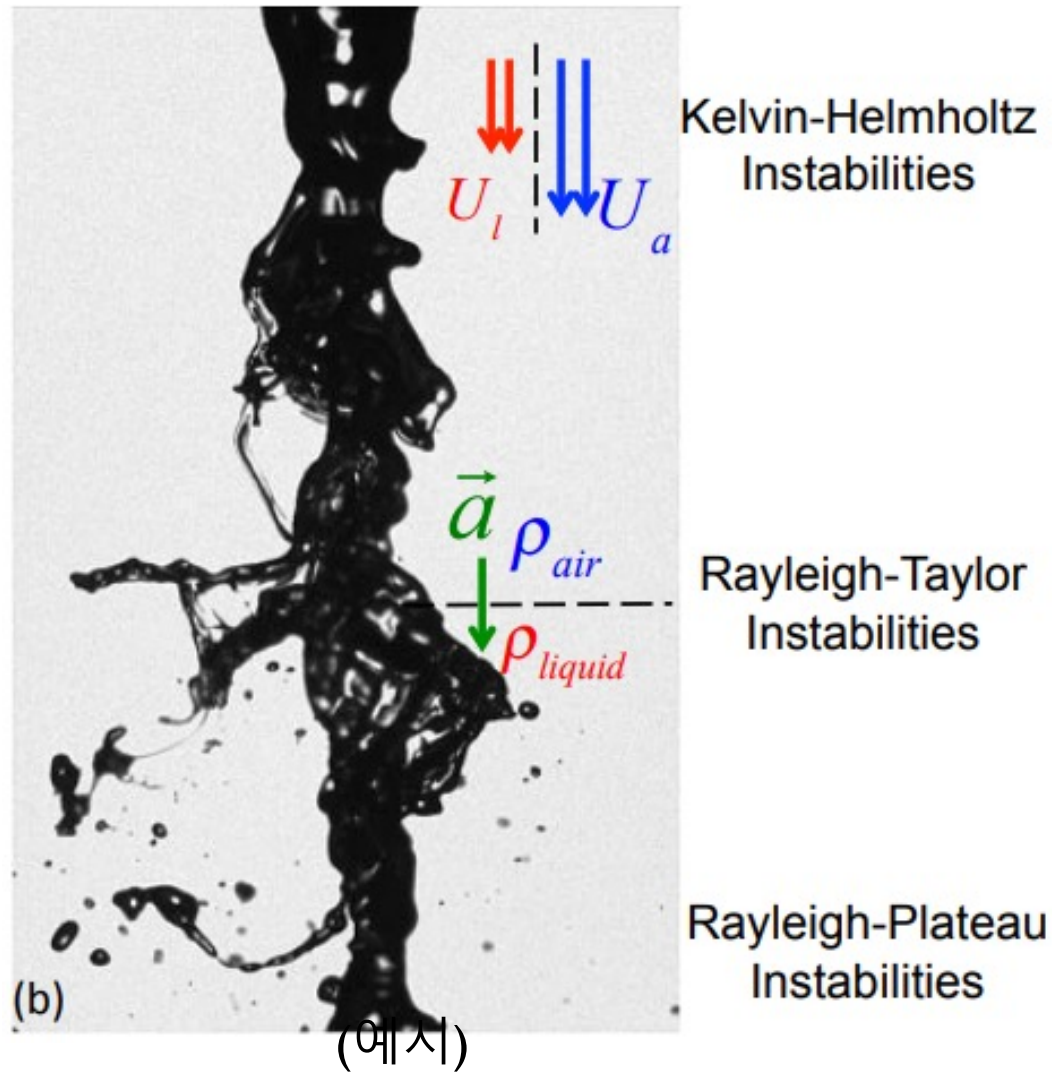 Kelvin-Helmholtz
Instabilities
U_l
U_a
a⃗
ρ_air
ρ_liquid
Rayleigh-Taylor
Instabilities
Rayleigh-Plateau
Instabilities
(b)
(예시)